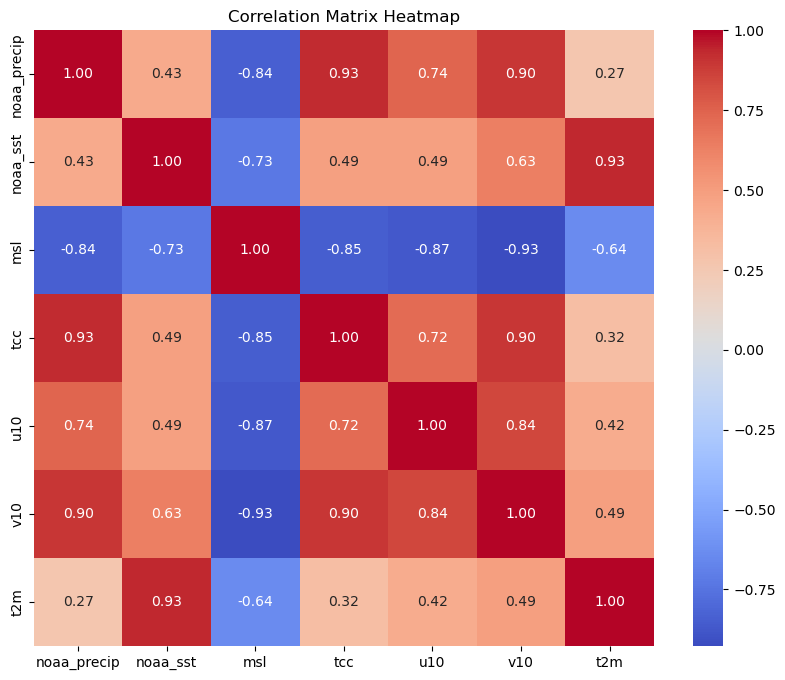 Correlation Matrix Heatmap
noaa_precip 1.00 0.43 -0.84 0.93 0.74 0.90 0.27
noaa_sst 0.43 1.00 -0.73 0.49 0.49 0.63 0.93
msl -0.84 -0.73 1.00 -0.85 -0.87 -0.93 -0.64
tcc 0.93 0.49 -0.85 1.00 0.72 0.90 0.32
u10 0.74 0.49 -0.87 0.72 1.00 0.84 0.42
v10 0.90 0.63 -0.93 0.90 0.84 1.00 0.49
t2m 0.27 0.93 -0.64 0.32 0.42 0.49 1.00
noaa_precip noaa_sst msl tcc u10 v10 t2m
1.00
0.75
0.50
0.25
0.00
−0.25
−0.50
−0.75